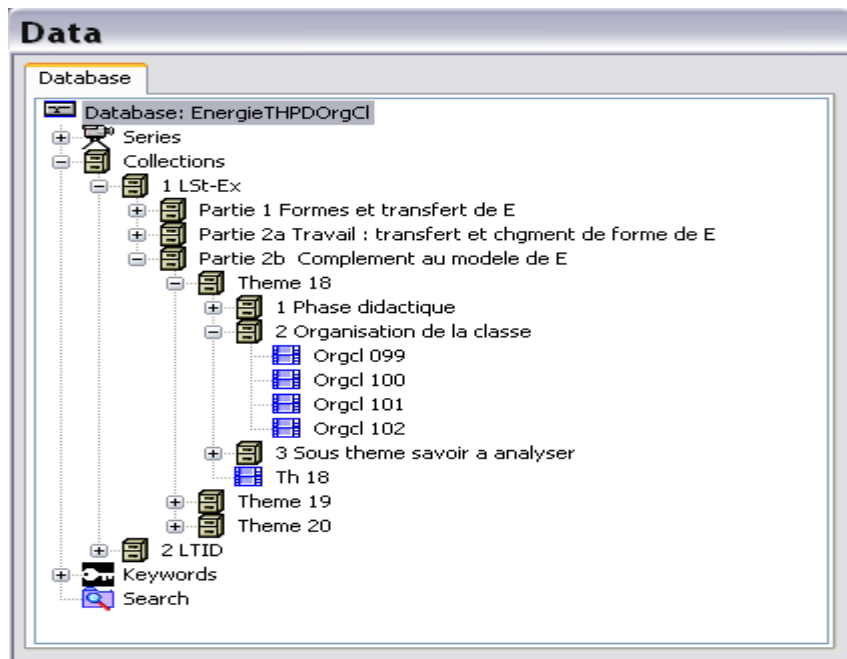 Data
Database
Database: EnergieTHPDOrgCl
Series
Collections
1 LSt-Ex
Partie 1 Formes et transfert de E
Partie 2a Travail : transfert et chgment de forme de E
Partie 2b Complement au modele de E
Theme 18
1 Phase didactique
2 Organisation de la classe
Orgcl 099
Orgcl 100
Orgcl 101
Orgcl 102
3 Sous theme savoir a analyser
Th 18
Theme 19
Theme 20
2 LTID
Keywords
Search